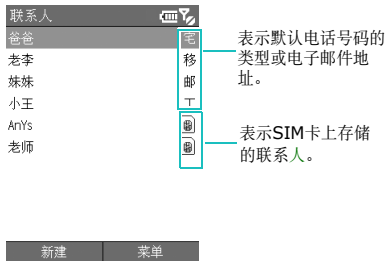 联系人
爸爸 宅
老李 移
妹妹 邮
小王 工
AnYs
老师
新建 菜单
表示默认电话号码的
类型或电子邮件地
址。
表示SIM卡上存储
的联系人。